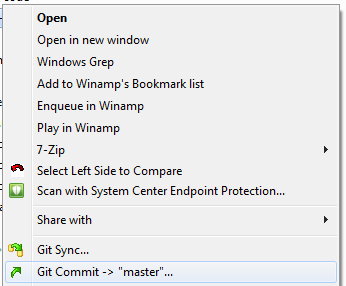 Open
Open in new window
Windows Grep
Add to Winamp's Bookmark list
Enqueue in Winamp
Play in Winamp
7-Zip
Select Left Side to Compare
Scan with System Center Endpoint Protection...
Share with
Git Sync...
Git Commit -> "master"...